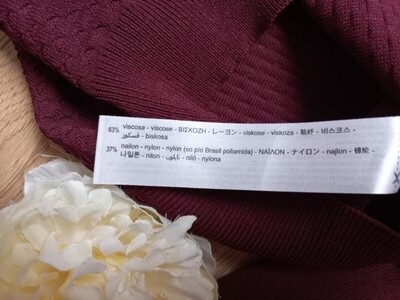 63% viscosa - viscose - ΒΙΣΚΟΖΗ - レーヨン - viskose - viskoza - 粘纤 - 비스코스 -
فسكوز - biskosa
37% nailon - nylon - nylon (so p/o Brasil poliamida) - ΝΑΪΛΟΝ - ナイロン - najlon - 锦纶 -
나일론 - nilon - نايلون - niló - nylona